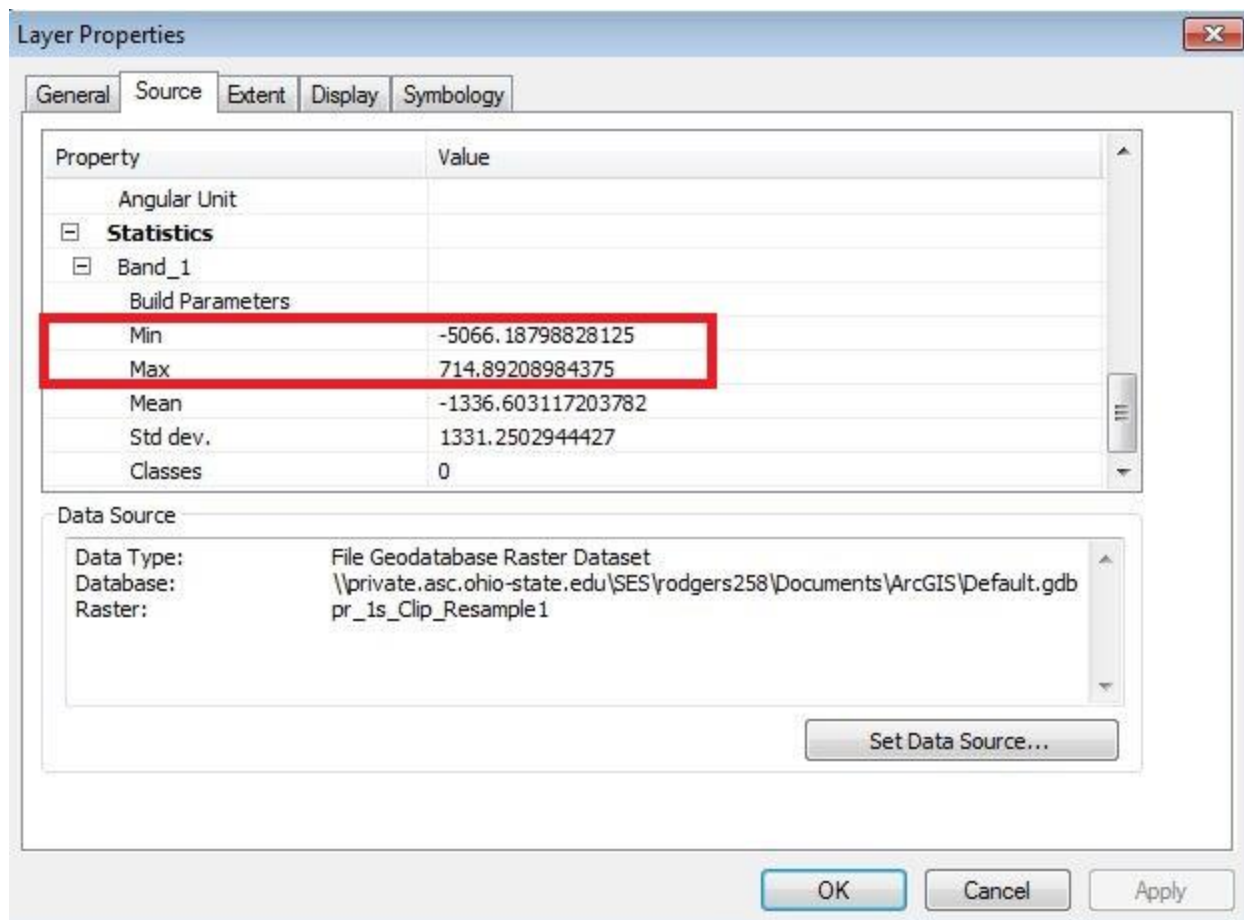 Layer Properties
General Source Extent Display Symbology
Property Value
Angular Unit
Statistics
Band_1
Build Parameters
Min -5066.18798828125
Max 714.89208984375
Mean -1336.603117203782
Std dev. 1331.2502944427
Classes 0
Data Source
Data Type: File Geodatabase Raster Dataset
Database: \\private.asc.ohio-state.edu\SES\rodgers258\Documents\ArcGIS\Default.gdb
Raster: pr_1s_Clip_Resample1
Set Data Source...
OK Cancel Apply